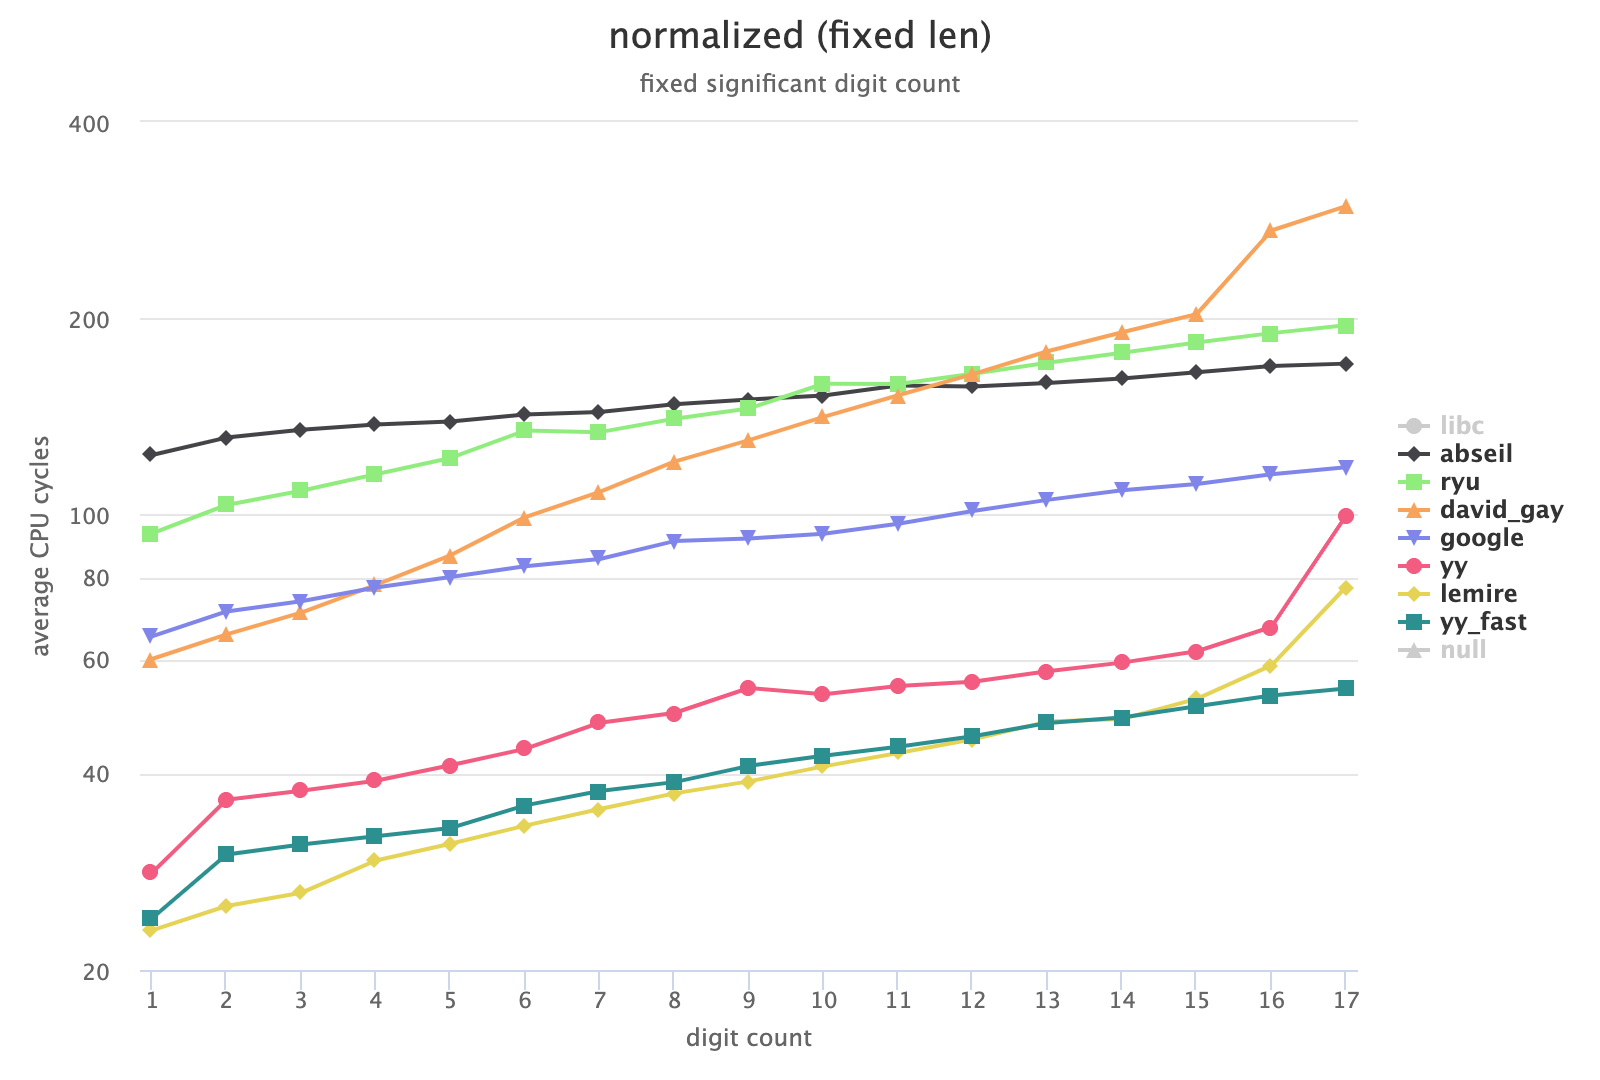 normalized (fixed len)
fixed significant digit count
average CPU cycles
400
200
100
80
60
40
20
1 2 3 4 5 6 7 8 9 10 11 12 13 14 15 16 17
digit count
libc
abseil
ryu
david_gay
google
yy
lemire
yy_fast
null